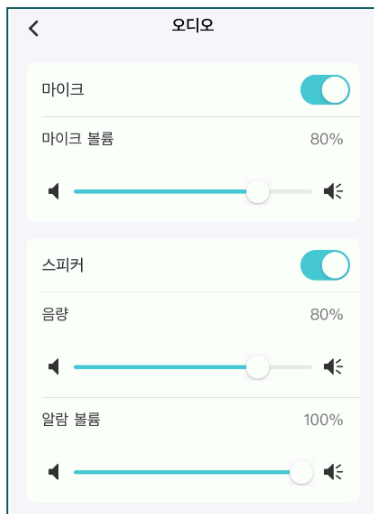 오디오
마이크
마이크 볼륨 80%
스피커
음량 80%
알람 볼륨 100%